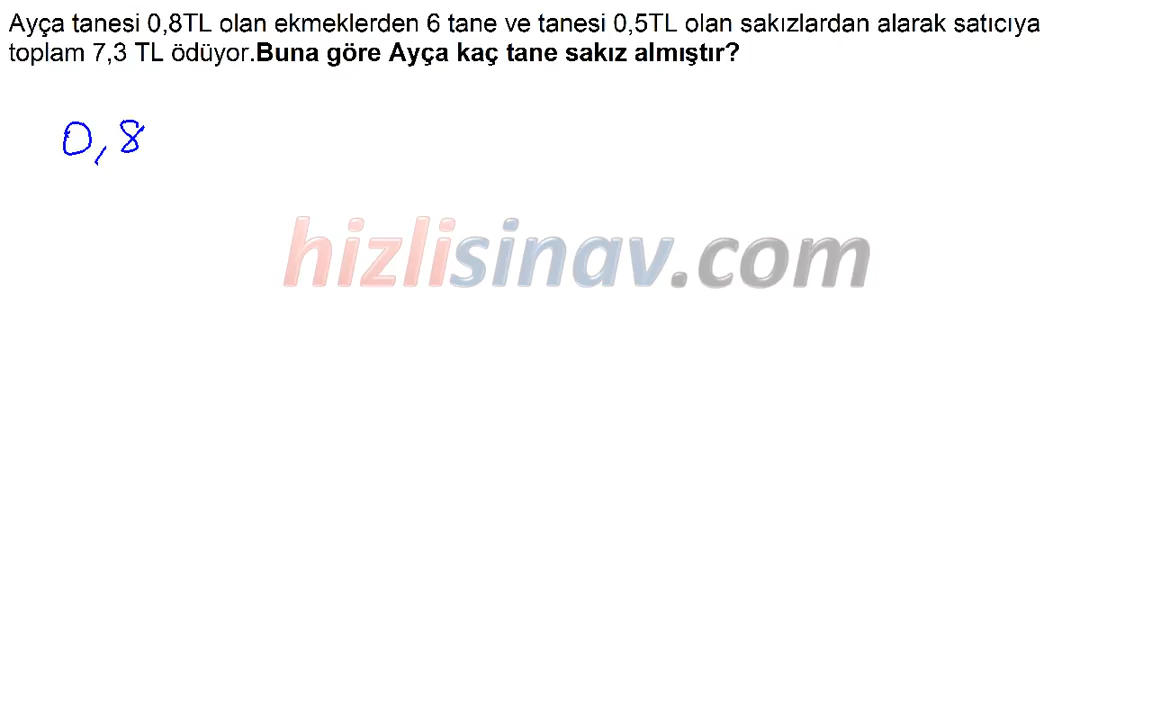 Ayça tanesi 0,8TL olan ekmeklerden 6 tane ve tanesi 0,5TL olan sakızlardan alarak satıcıya
toplam 7,3 TL ödüyor.Buna göre Ayça kaç tane sakız almıştır?
0,8
hizlisinav.com